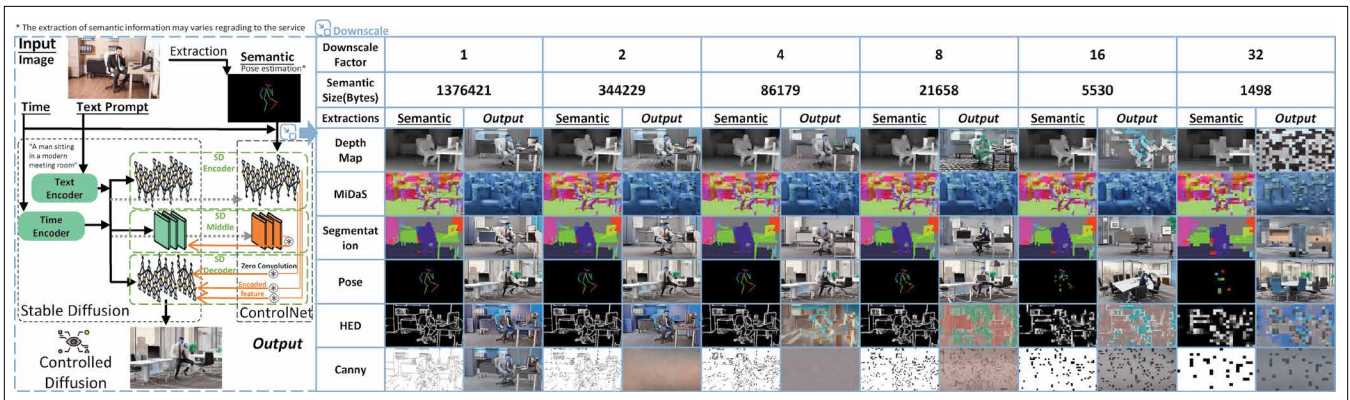 * The extraction of semantic information may varies regrading to the service
Downscale
Input
Image
Extraction
Semantic
Pose estimation*
Time
Text Prompt
"A man sitting
in a modern
meeting room"
SD
Encoder
Text
Encoder
Time
Encoder
SD
Middle
SD
Decoder
Zero Convolution
Encoded
feature
Stable Diffusion
ControlNet
Output
Controlled
Diffusion
Downscale
Factor
1
2
4
8
16
32
Semantic
Size(Bytes)
1376421
344229
86179
21658
5530
1498
Extractions
Semantic
Output
Semantic
Output
Semantic
Output
Semantic
Output
Semantic
Output
Semantic
Output
Depth
Map
MiDaS
Segmentat
ion
Pose
HED
Canny